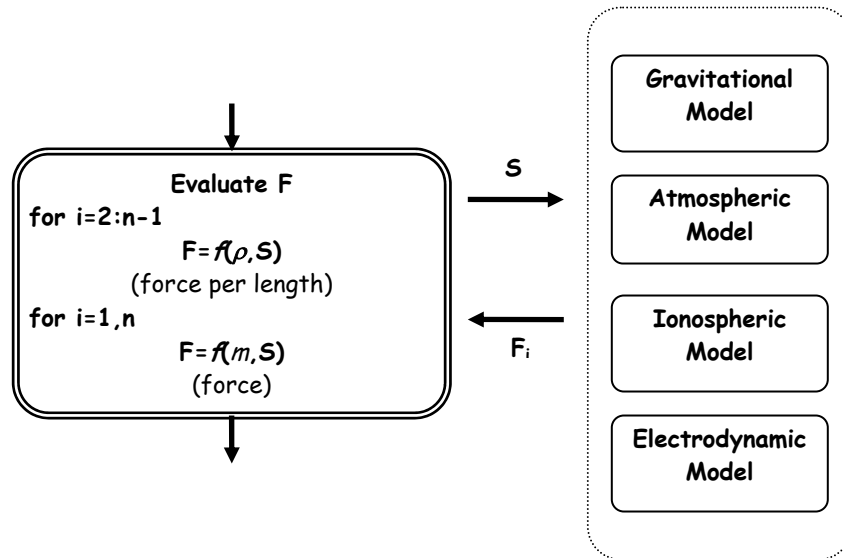 Evaluate F
for i=2:n-1
F=f(ρ,S)
(force per length)
for i=1,n
F=f(m,S)
(force)
S
Fᵢ
Gravitational
Model
Atmospheric
Model
Ionospheric
Model
Electrodynamic
Model